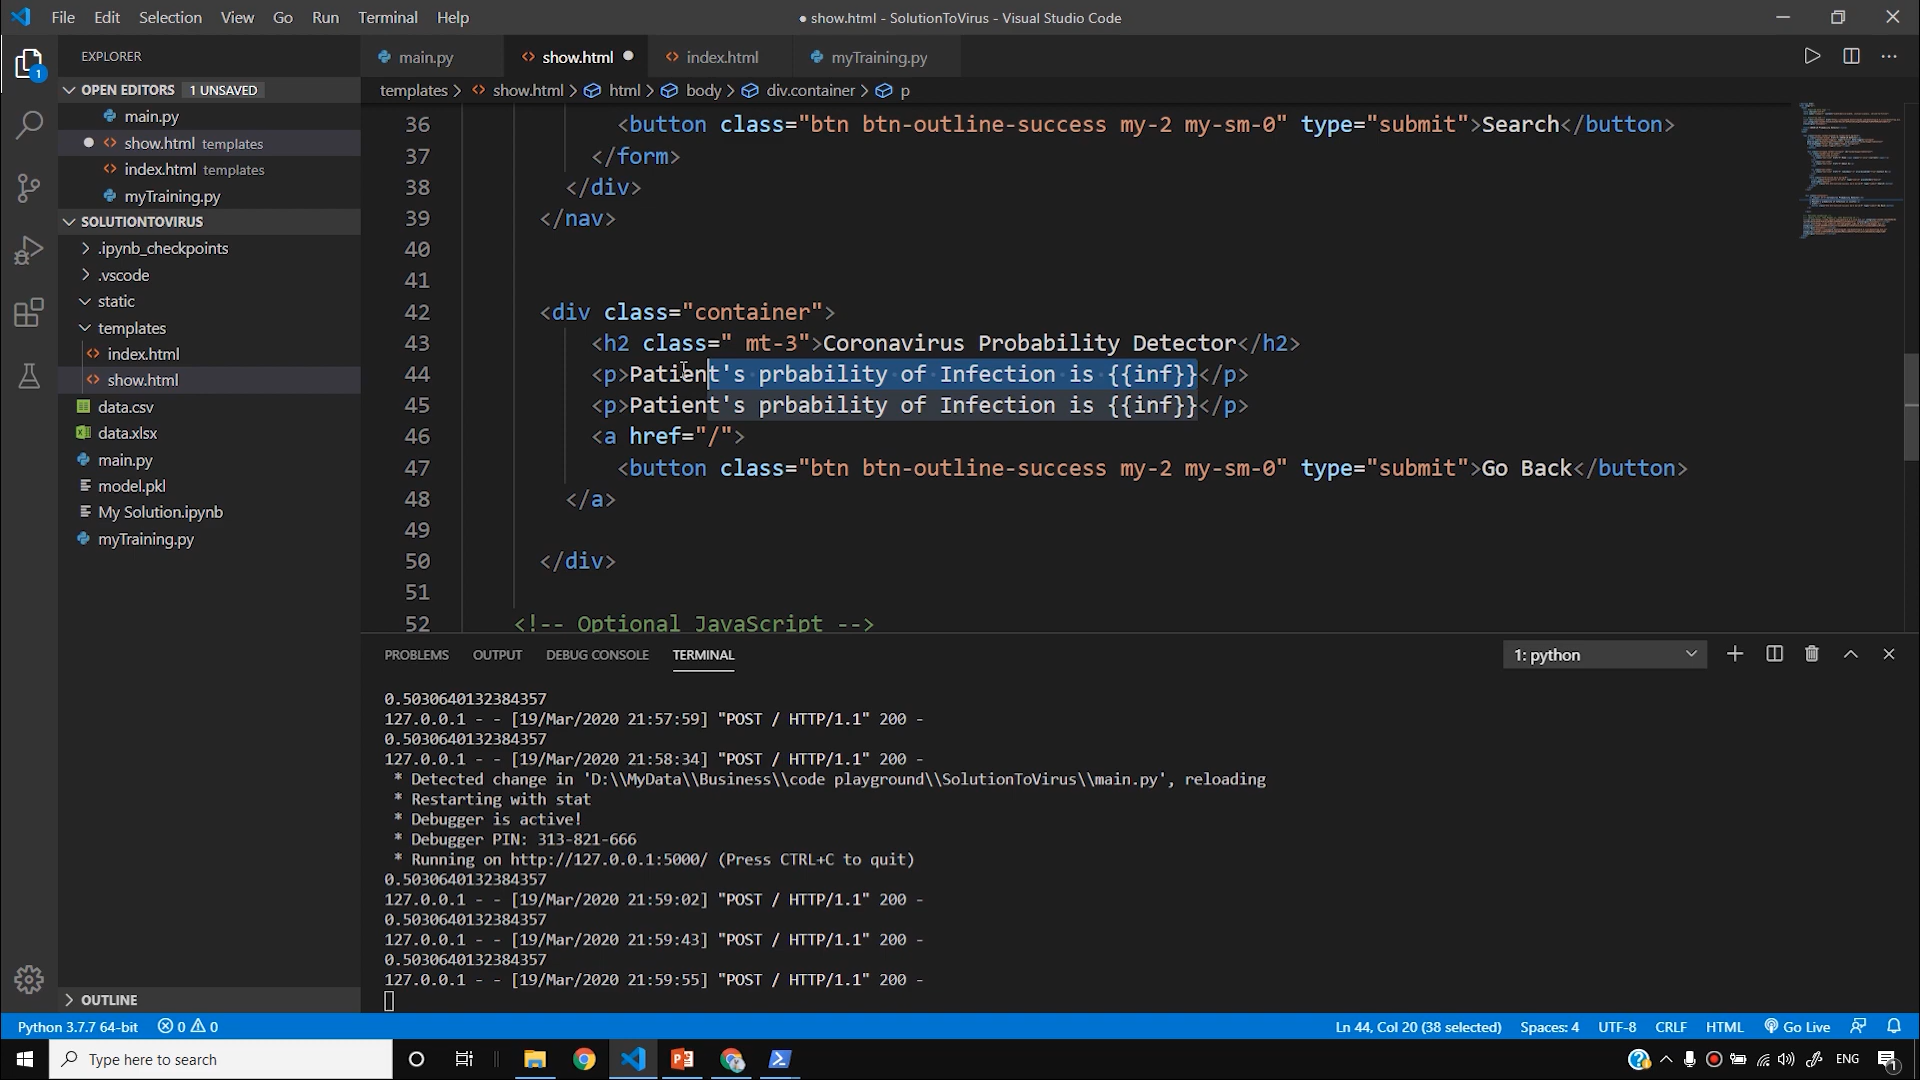 File Edit Selection View Go Run Terminal Help
● show.html - SolutionToVirus - Visual Studio Code
EXPLORER
OPEN EDITORS 1 UNSAVED
main.py
show.html templates
index.html templates
myTraining.py
SOLUTIONTOVIRUS
.ipynb_checkpoints
.vscode
static
templates
index.html
show.html
data.csv
data.xlsx
main.py
model.pkl
My Solution.ipynb
myTraining.py
OUTLINE
1
main.py show.html index.html myTraining.py
templates > show.html > html > body > div.container > p
36 <button class="btn btn-outline-success my-2 my-sm-0" type="submit">Search</button>
37 </form>
38 </div>
39 </nav>
40
41
42 <div class="container">
43 <h2 class=" mt-3">Coronavirus Probability Detector</h2>
44 <p>Patient's prbability of Infection is {{inf}}</p>
45 <p>Patient's prbability of Infection is {{inf}}</p>
46 <a href="/">
47 <button class="btn btn-outline-success my-2 my-sm-0" type="submit">Go Back</button>
48 </a>
49
50 </div>
51
52 <!-- Optional JavaScript -->
PROBLEMS OUTPUT DEBUG CONSOLE TERMINAL
1: python
0.5030640132384357
127.0.0.1 - - [19/Mar/2020 21:57:59] "POST / HTTP/1.1" 200 -
0.5030640132384357
127.0.0.1 - - [19/Mar/2020 21:58:34] "POST / HTTP/1.1" 200 -
* Detected change in 'D:\\MyData\\Business\\code playground\\SolutionToVirus\\main.py', reloading
* Restarting with stat
* Debugger is active!
* Debugger PIN: 313-821-666
* Running on http://127.0.0.1:5000/ (Press CTRL+C to quit)
0.5030640132384357
127.0.0.1 - - [19/Mar/2020 21:59:02] "POST / HTTP/1.1" 200 -
0.5030640132384357
127.0.0.1 - - [19/Mar/2020 21:59:43] "POST / HTTP/1.1" 200 -
0.5030640132384357
127.0.0.1 - - [19/Mar/2020 21:59:55] "POST / HTTP/1.1" 200 -
Python 3.7.7 64-bit 0 0
Ln 44, Col 20 (38 selected) Spaces: 4 UTF-8 CRLF HTML Go Live
Type here to search
ENG
1